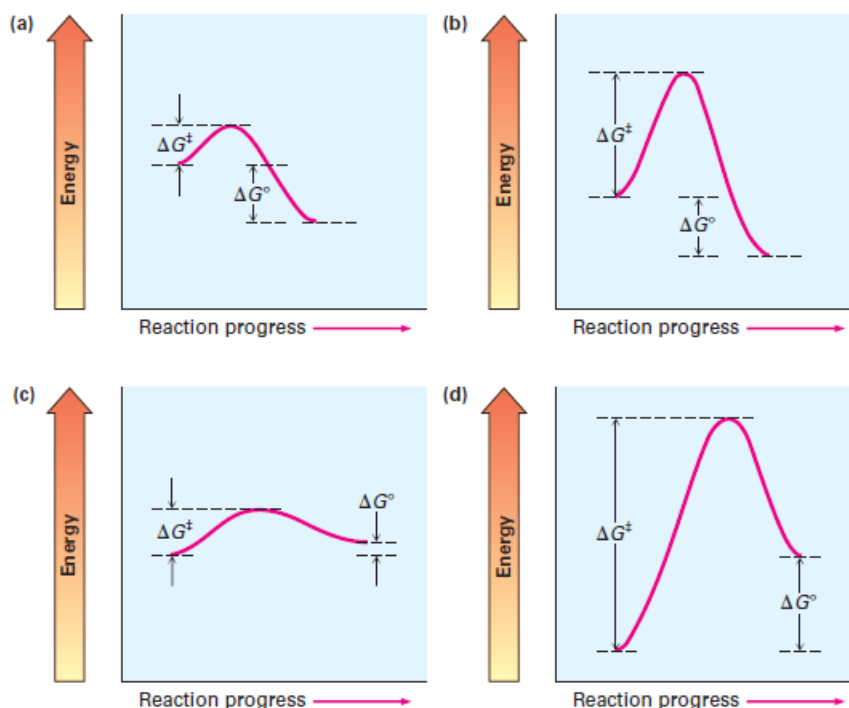 (a)
Energy
ΔG‡
ΔG°
Reaction progress
(b)
Energy
ΔG‡
ΔG°
Reaction progress
(c)
Energy
ΔG‡
ΔG°
Reaction progress
(d)
Energy
ΔG‡
ΔG°
Reaction progress